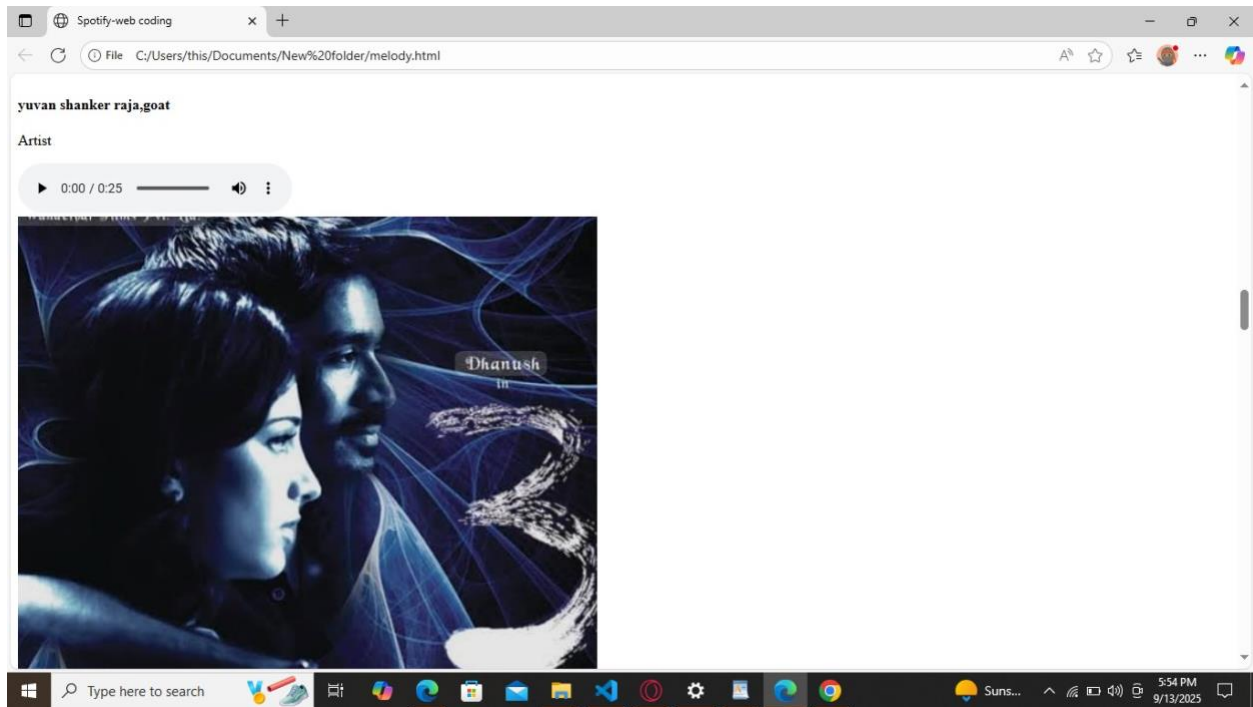 Spotify-web coding
File C:/Users/this/Documents/New%20folder/melody.html
yuvan shanker raja,goat
Artist
0:00 / 0:25
Dhanush
in
3
Type here to search
Suns...
5:54 PM
9/13/2025